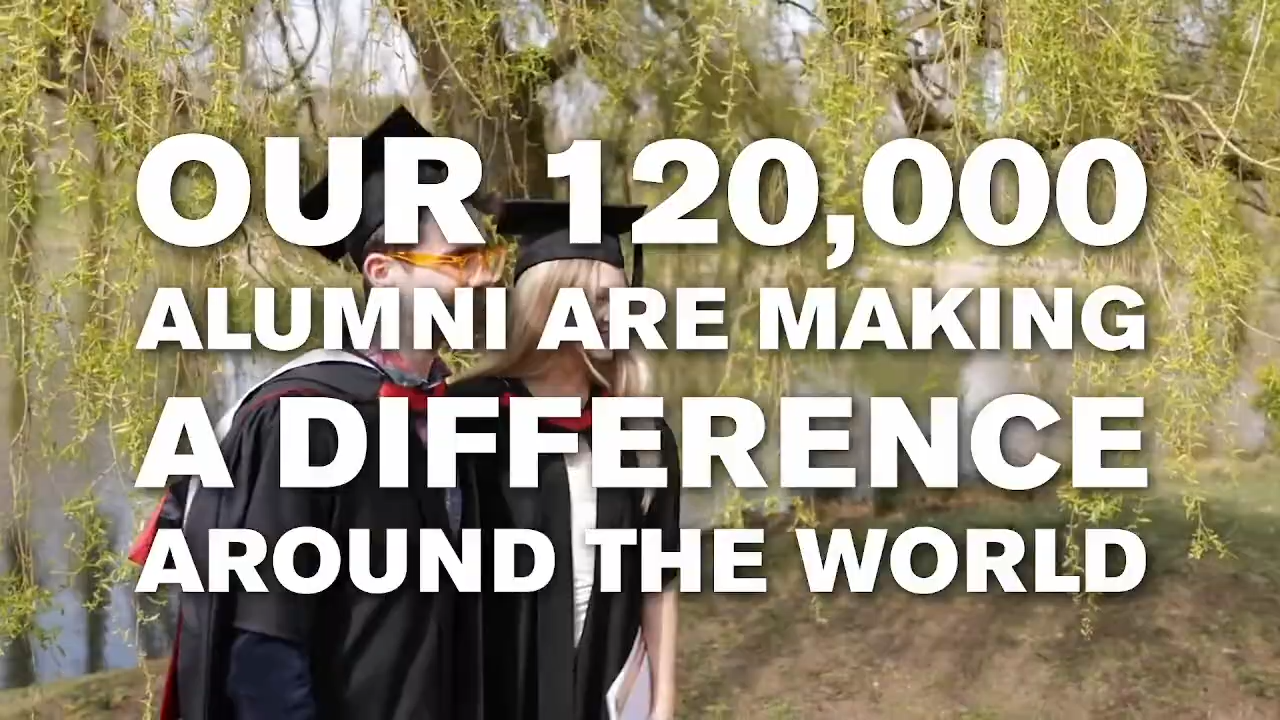 OUR 120,000
ALUMNI ARE MAKING
A DIFFERENCE
AROUND THE WORLD